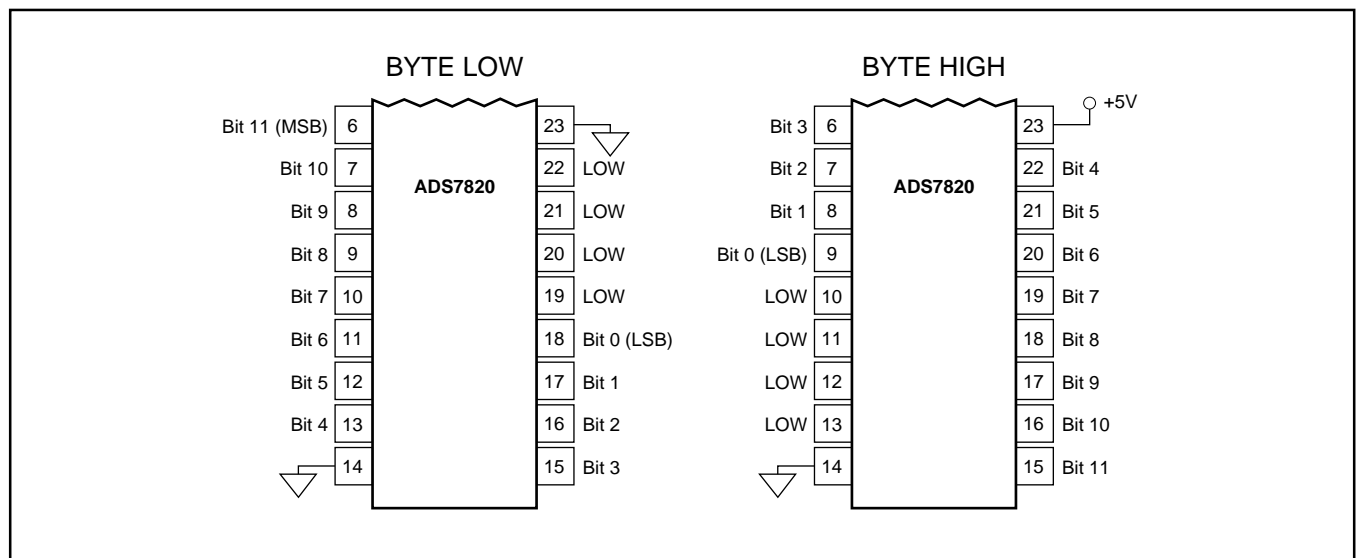 BYTE LOW
Bit 11 (MSB) 6 23
Bit 10 7 22 LOW
ADS7820
Bit 9 8 21 LOW
Bit 8 9 20 LOW
Bit 7 10 19 LOW
Bit 6 11 18 Bit 0 (LSB)
Bit 5 12 17 Bit 1
Bit 4 13 16 Bit 2
14 15 Bit 3
BYTE HIGH
+5V
Bit 3 6 23
Bit 2 7 22 Bit 4
ADS7820
Bit 1 8 21 Bit 5
Bit 0 (LSB) 9 20 Bit 6
LOW 10 19 Bit 7
LOW 11 18 Bit 8
LOW 12 17 Bit 9
LOW 13 16 Bit 10
14 15 Bit 11